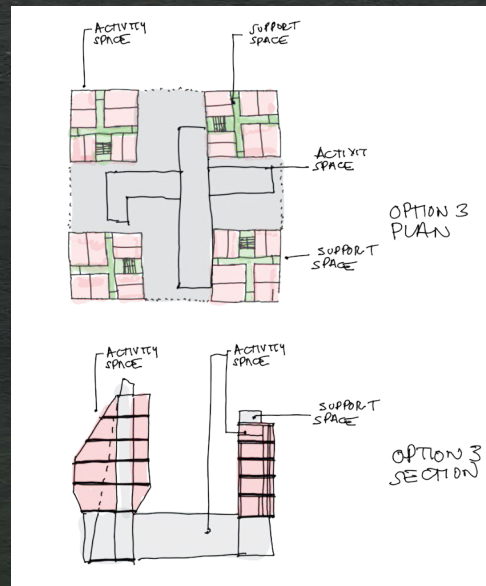 ACTIVITY
SPACE
SUPPORT
SPACE
ACTIVIT
SPACE
OPTION 3
PLAN
SUPPORT
SPACE
ACTIVITY
SPACE
ACTIVITY
SPACE
SUPPORT
SPACE
OPTION 3
SECTION